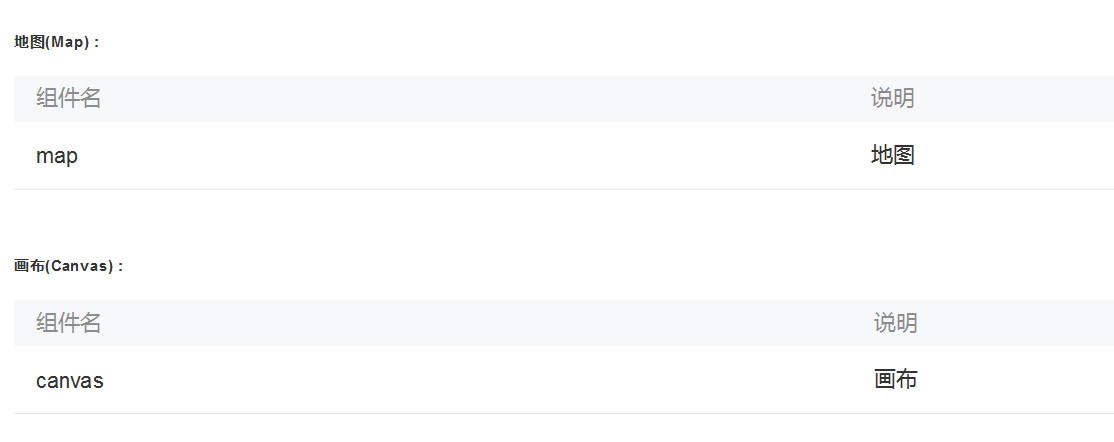 地图(Map) :
组件名 说明
map 地图
画布(Canvas) :
组件名 说明
canvas 画布